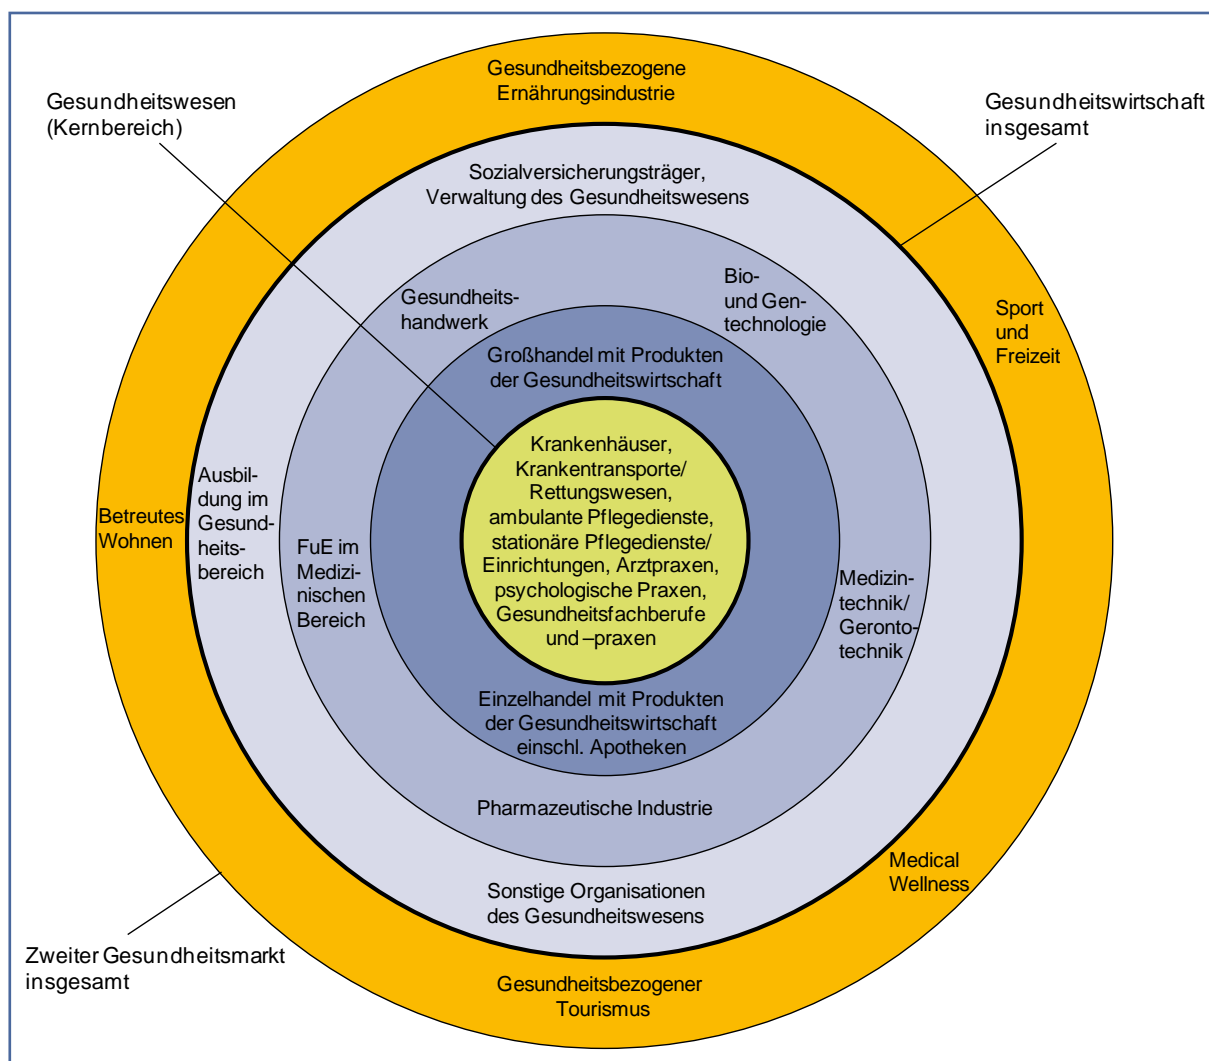 Gesundheitsbezogene
Ernährungsindustrie
Gesundheitswesen
(Kernbereich)
Gesundheitswirtschaft
insgesamt
Sozialversicherungsträger,
Verwaltung des Gesundheitswesens
Gesundheits-
handwerk
Bio-
und Gen-
technologie
Sport
und
Freizeit
Großhandel mit Produkten
der Gesundheitswirtschaft
Krankenhäuser,
Krankentransporte/
Rettungswesen,
ambulante Pflegedienste,
stationäre Pflegedienste/
Einrichtungen, Arztpraxen,
psychologische Praxen,
Gesundheitsfachberufe
und –praxen
Betreutes
Wohnen
Ausbil-
dung im
Gesund-
heits-
bereich
FuE im
Medizi-
nischen
Bereich
Medizin-
technik/
Geronto-
technik
Einzelhandel mit Produkten
der Gesundheitswirtschaft
einschl. Apotheken
Pharmazeutische Industrie
Medical
Wellness
Sonstige Organisationen
des Gesundheitswesens
Zweiter Gesundheitsmarkt
insgesamt
Gesundheitsbezogener
Tourismus